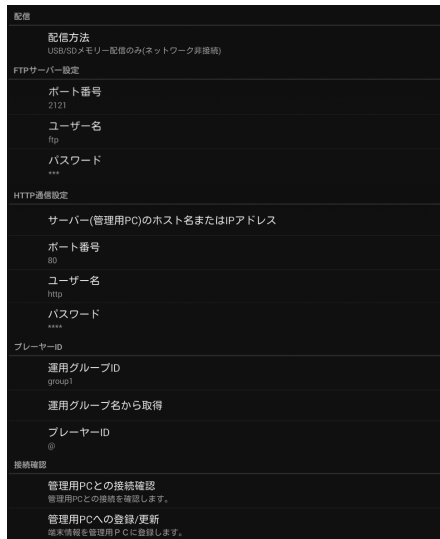 配信
配信方法
USB/SDメモリー配信のみ(ネットワーク非接続)
FTPサーバー設定
ポート番号
2121
ユーザー名
ftp
パスワード
***
HTTP通信設定
サーバー(管理用PC)のホスト名またはIPアドレス
ポート番号
80
ユーザー名
http
パスワード
****
プレーヤーID
運用グループID
group1
運用グループ名から取得
プレーヤーID
@
接続確認
管理用PCとの接続確認
管理用PCとの接続を確認します。
管理用PCへの登録/更新
端末情報を管理用ＰＣに登録します。